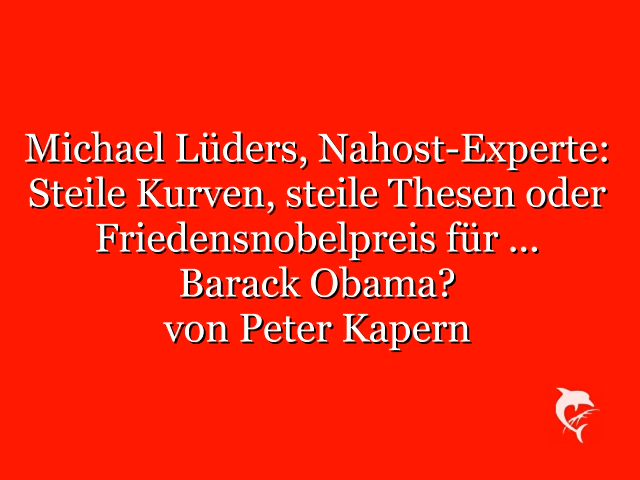 Michael Lüders, Nahost-Experte:
Steile Kurven, steile Thesen oder
Friedensnobelpreis für ...
Barack Obama?
von Peter Kapern